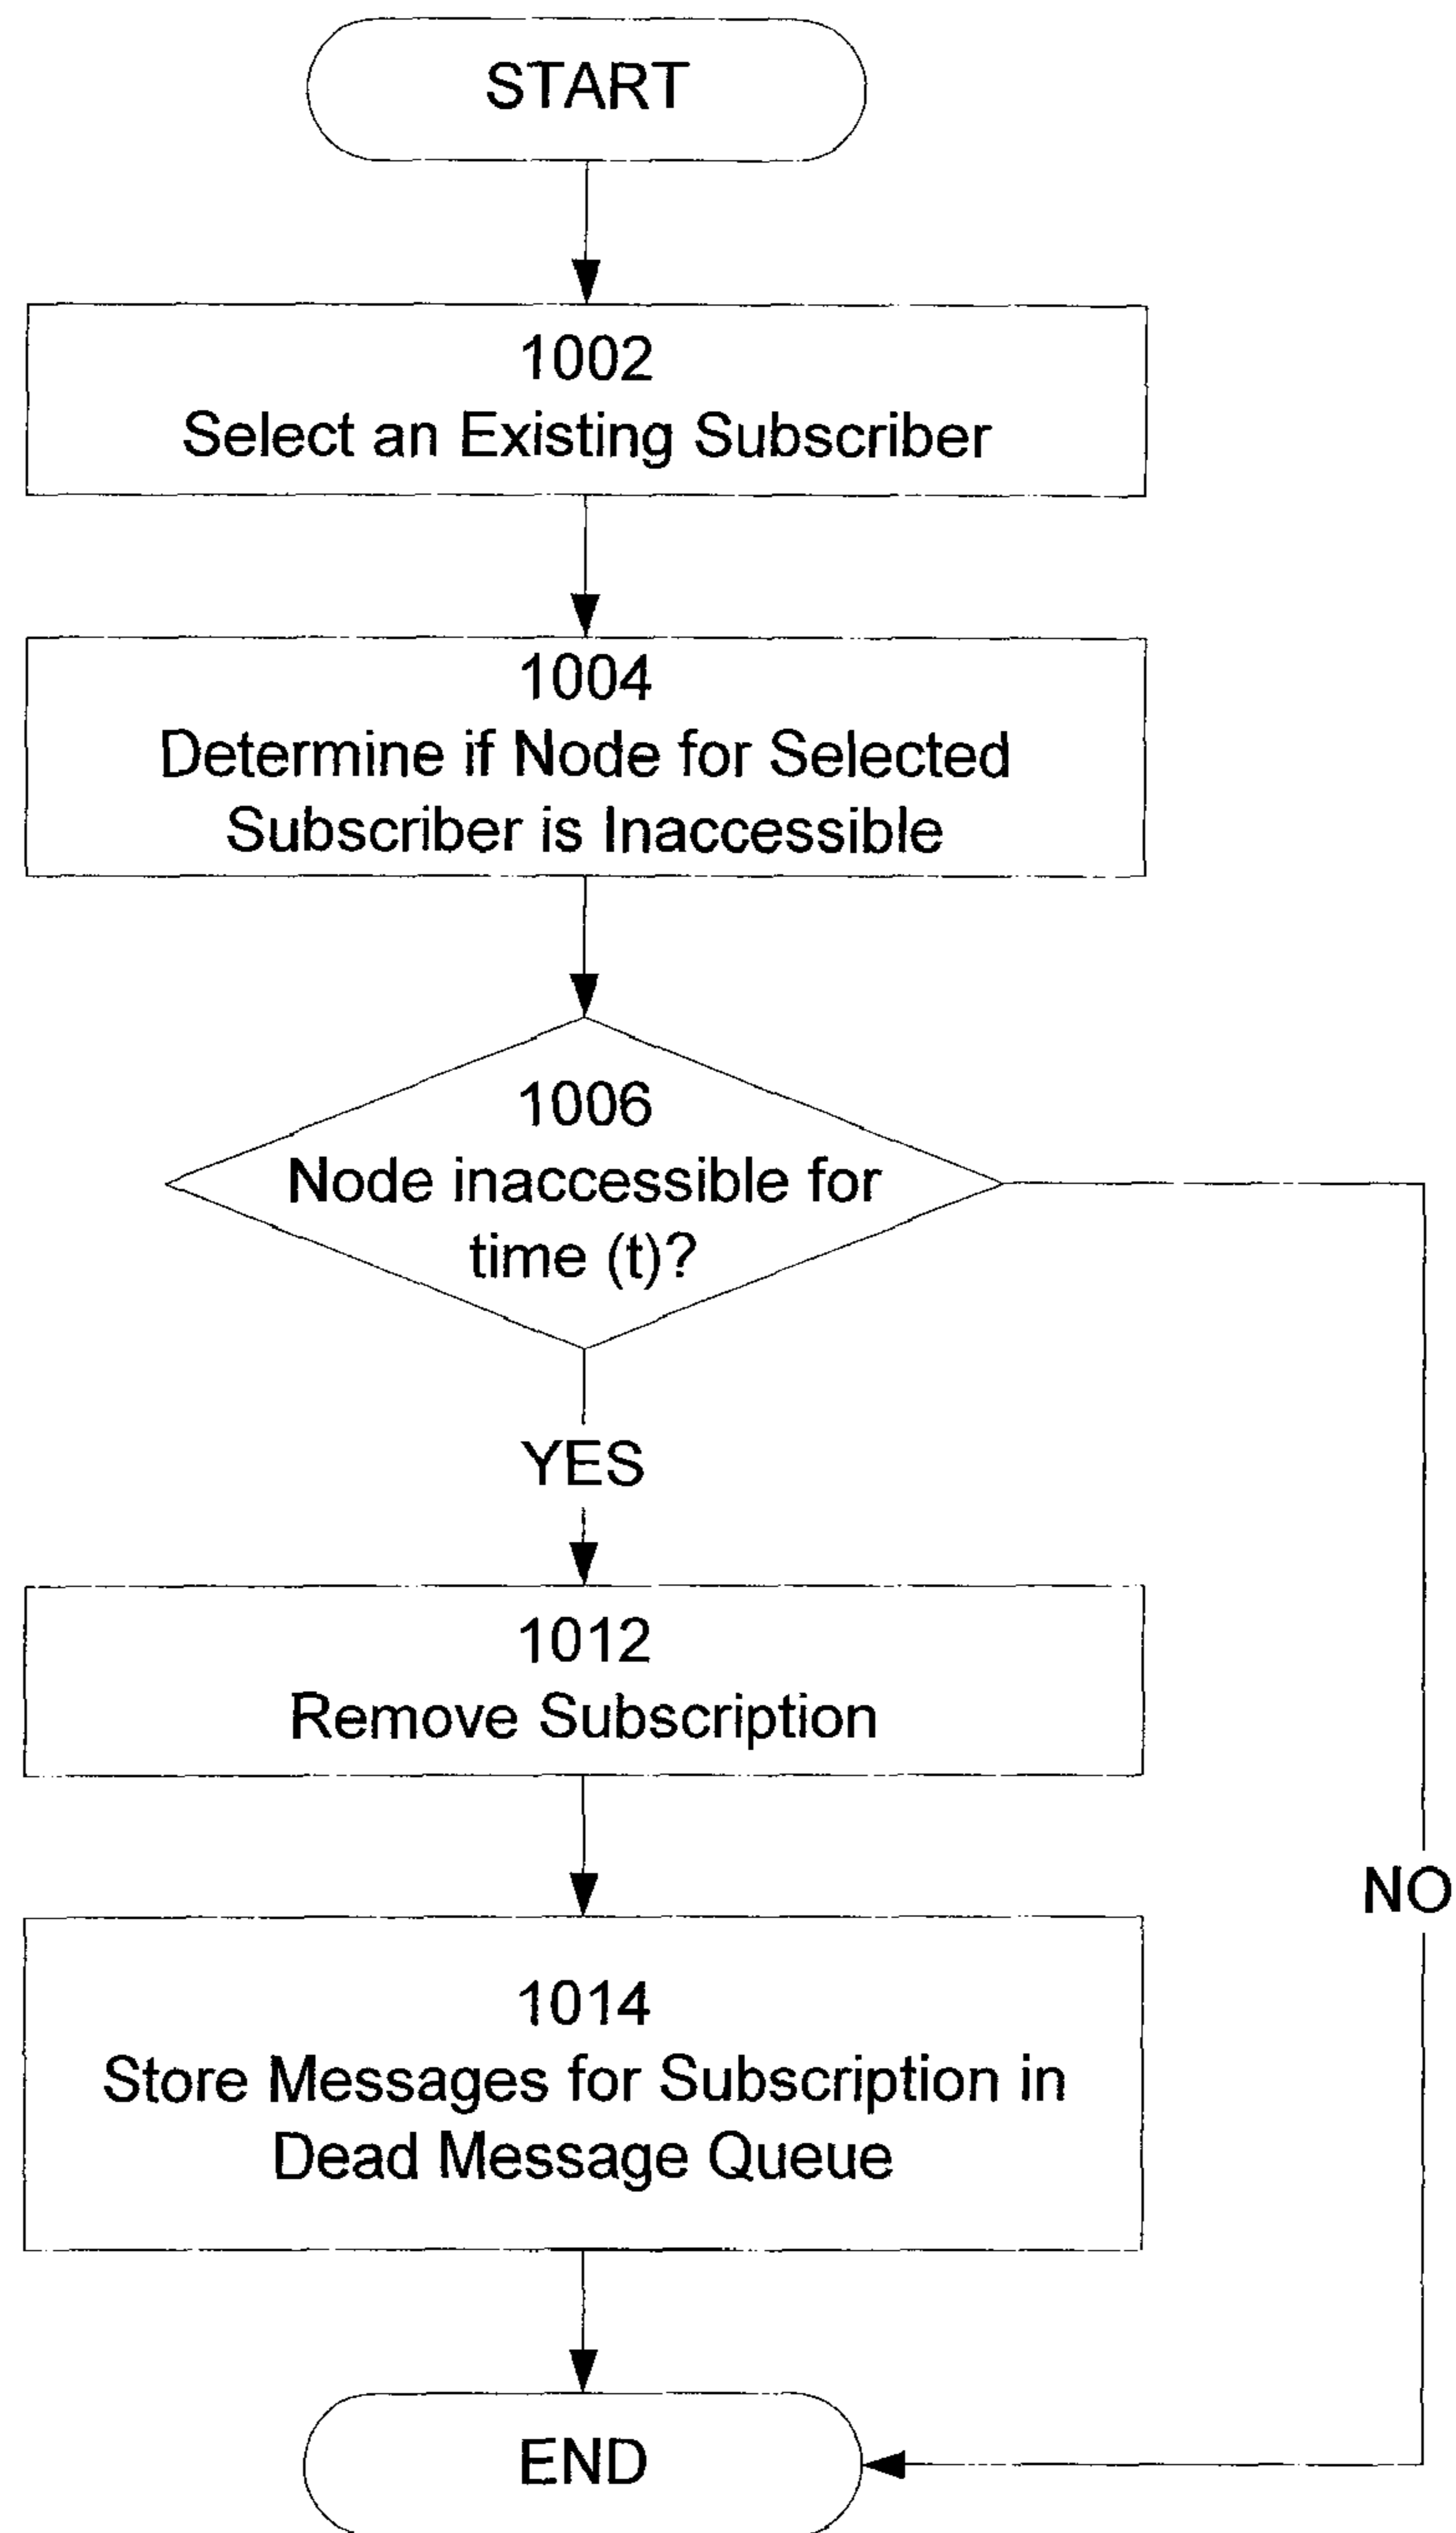 START
1002
Select an Existing Subscriber
1004
Determine if Node for Selected
Subscriber is Inaccessible
1006
Node inaccessible for
time (t)?
YES
1012
Remove Subscription
NO
1014
Store Messages for Subscription in
Dead Message Queue
END